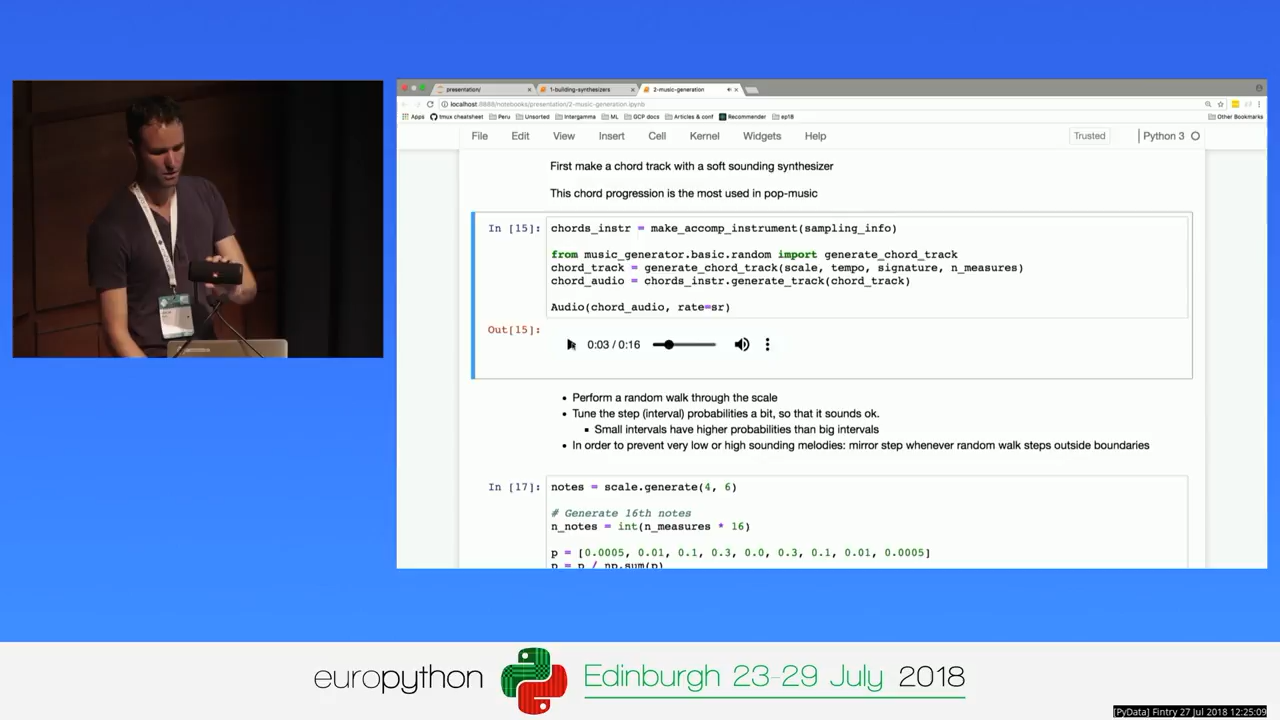 presentation/
1-building-synthesizers
2-music-generation
localhost:8888/notebooks/presentation/2-music-generation.ipynb
Apps
tmux cheatsheet
Peru
Unsorted
Intergamma
ML
GCP docs
Articles & conf
Recommender
ep18
Other Bookmarks
File Edit View Insert Cell Kernel Widgets Help
Trusted
Python 3
First make a chord track with a soft sounding synthesizer
This chord progression is the most used in pop-music
In [15]: chords_instr = make_accomp_instrument(sampling_info)
from music_generator.basic.random import generate_chord_track
chord_track = generate_chord_track(scale, tempo, signature, n_measures)
chord_audio = chords_instr.generate_track(chord_track)
Audio(chord_audio, rate=sr)
Out[15]:
0:03 / 0:16
• Perform a random walk through the scale
• Tune the step (interval) probabilities a bit, so that it sounds ok.
▪ Small intervals have higher probabilities than big intervals
• In order to prevent very low or high sounding melodies: mirror step whenever random walk steps outside boundaries
In [17]: notes = scale.generate(4, 6)
# Generate 16th notes
n_notes = int(n_measures * 16)
p = [0.0005, 0.01, 0.1, 0.3, 0.0, 0.3, 0.1, 0.01, 0.0005]
p = p / np.sum(p)
europython
Edinburgh 23-29 July 2018
[PyData] Fintry 27 Jul 2018 12:25:09